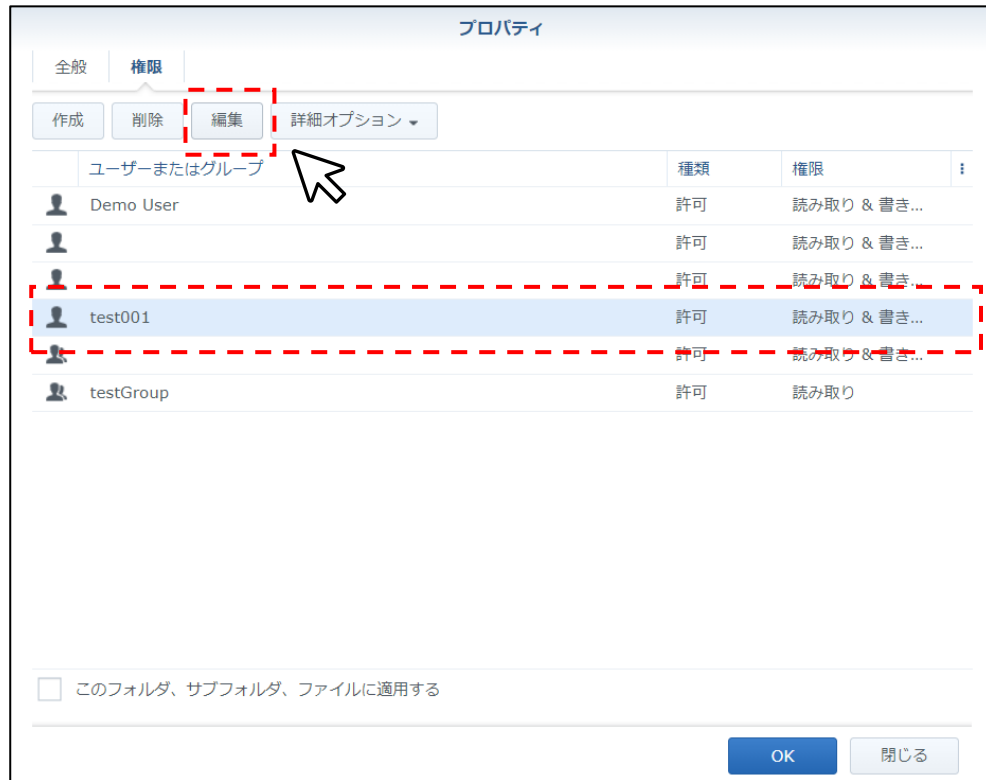 プロパティ
全般 権限
作成 削除 編集 詳細オプション
ユーザーまたはグループ 種類 権限
Demo User 許可 読み取り & 書き...
許可 読み取り & 書き...
許可 読み取り & 書き...
test001 許可 読み取り & 書き...
許可 読み取り & 書き...
testGroup 許可 読み取り
このフォルダ、サブフォルダ、ファイルに適用する
OK 閉じる